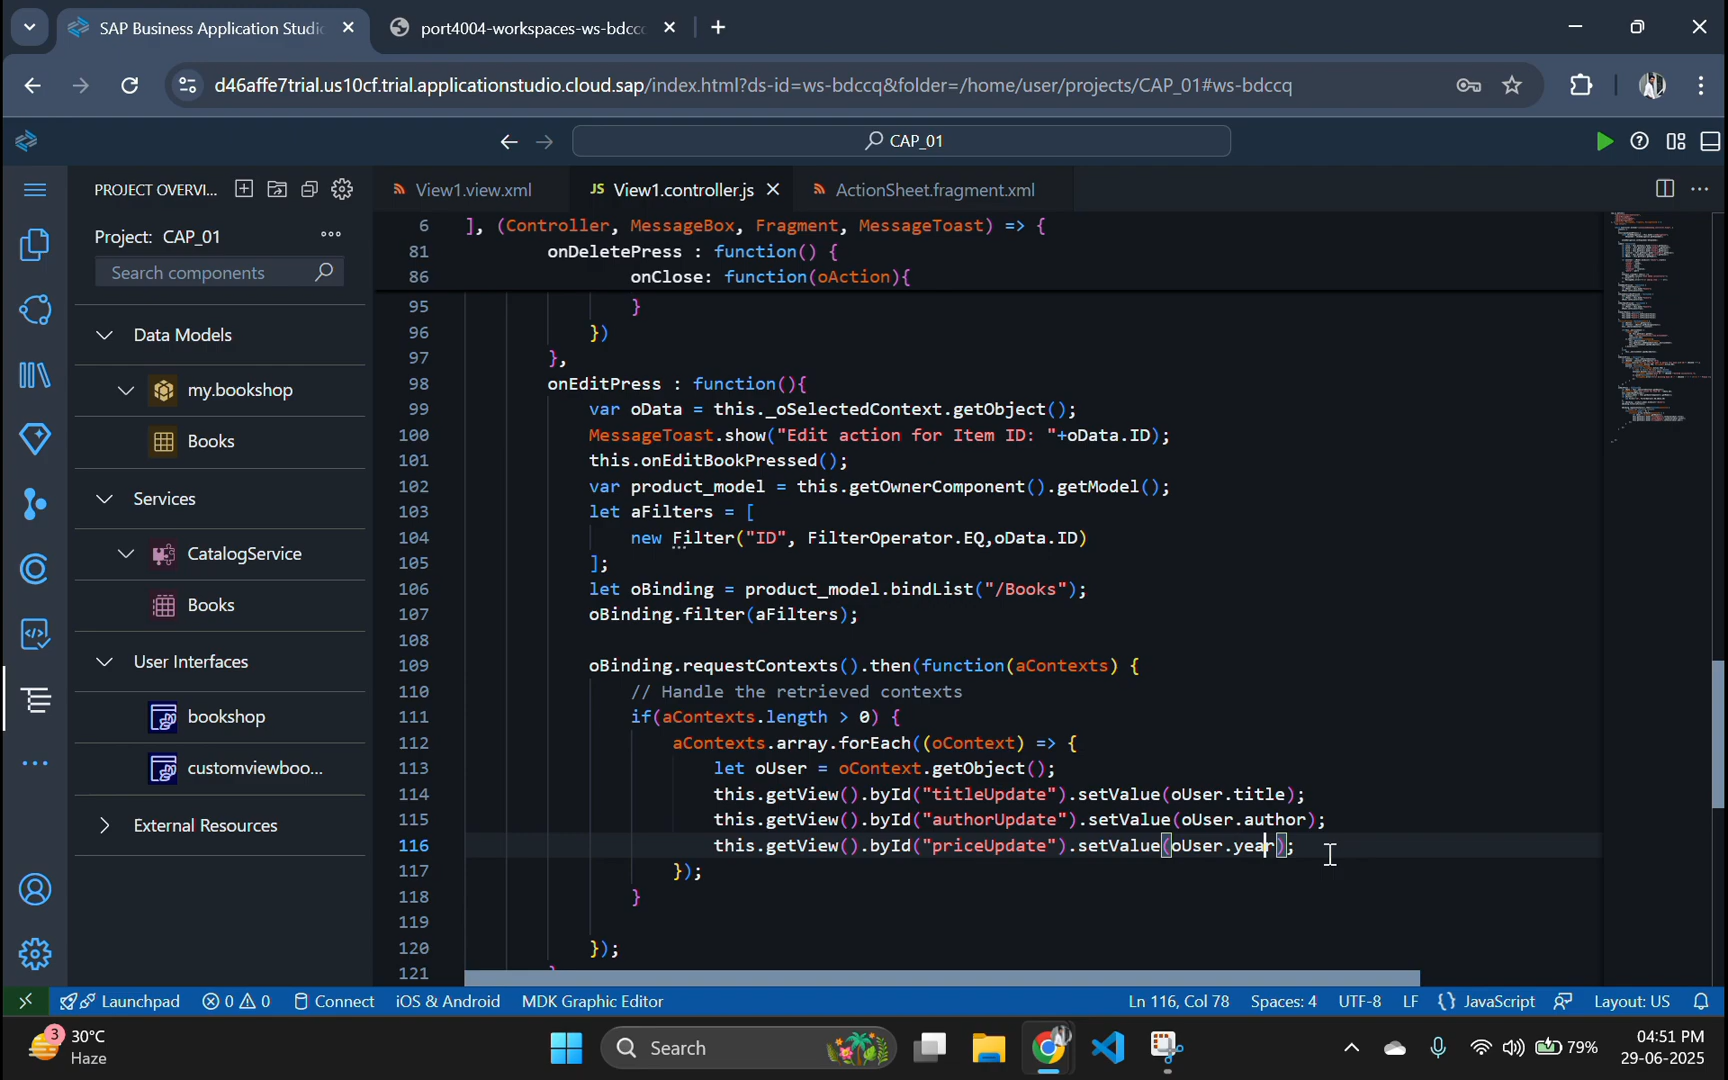 SAP Business Application Studi
port4004-workspaces-ws-bdccc
d46affe7trial.us10cf.trial.applicationstudio.cloud.sap/index.html?ds-id=ws-bdccq&folder=/home/user/projects/CAP_01#ws-bdccq
CAP_01
PROJECT OVERVI...
Project: CAP_01
Search components
Data Models
my.bookshop
Books
Services
CatalogService
Books
User Interfaces
bookshop
customviewboo...
External Resources
View1.view.xml
JS View1.controller.js
ActionSheet.fragment.xml
6 ], (Controller, MessageBox, Fragment, MessageToast) => {
81 onDeletePress : function() {
86 onClose: function(oAction){
95 }
96 })
97 },
98 onEditPress : function(){
99 var oData = this._oSelectedContext.getObject();
100 MessageToast.show("Edit action for Item ID: "+oData.ID);
101 this.onEditBookPressed();
102 var product_model = this.getOwnerComponent().getModel();
103 let aFilters = [
104 new Filter("ID", FilterOperator.EQ,oData.ID)
105 ];
106 let oBinding = product_model.bindList("/Books");
107 oBinding.filter(aFilters);
108
109 oBinding.requestContexts().then(function(aContexts) {
110 // Handle the retrieved contexts
111 if(aContexts.length > 0) {
112 aContexts.array.forEach((oContext) => {
113 let oUser = oContext.getObject();
114 this.getView().byId("titleUpdate").setValue(oUser.title);
115 this.getView().byId("authorUpdate").setValue(oUser.author);
116 this.getView().byId("priceUpdate").setValue(oUser.year);
117 });
118 }
119
120 });
121
Launchpad
0 0
Connect
iOS & Android
MDK Graphic Editor
Ln 116, Col 78
Spaces: 4
UTF-8
LF
{} JavaScript
Layout: US
3
30°C
Haze
Search
79%
04:51 PM
29-06-2025